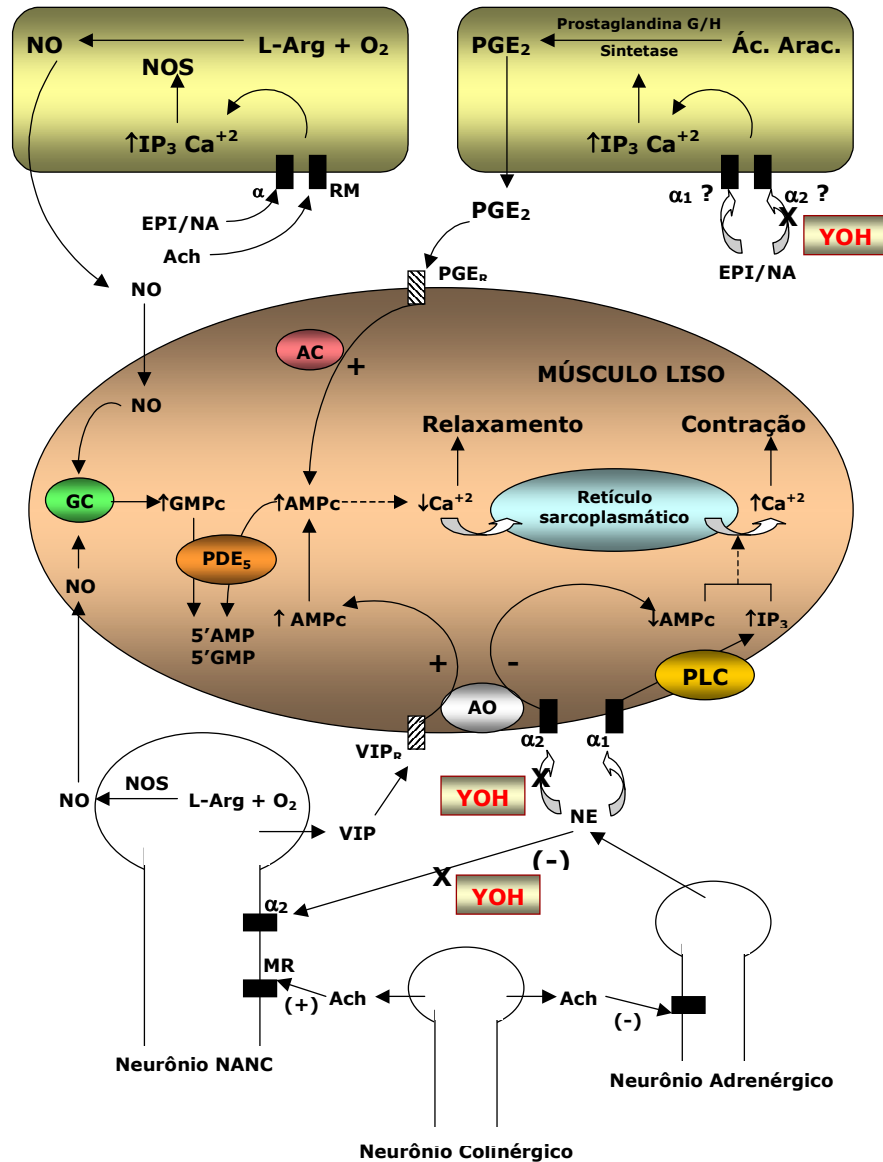 NO
L-Arg + O₂
NOS
↑IP₃ Ca⁺²
α
RM
EPI/NA
Ach
NO
NO
Prostaglandina G/H
PGE₂
Ác. Arac.
Sintetase
↑IP₃ Ca⁺²
α₁ ?
α₂ ?
X
YOH
EPI/NA
PGE₂
PGER
AC
+
MÚSCULO LISO
Relaxamento
Contração
GC
↑GMPc
↑AMPc
↓Ca⁺²
Retículo
sarcoplasmático
↑Ca⁺²
PDE₅
NO
↑ AMPc
5’AMP
5’GMP
↓AMPc
↑IP₃
+
-
PLC
AO
α₂
α₁
VIPR
X
YOH
NE
NO
NOS
L-Arg + O₂
VIP
(-)
X
YOH
α₂
MR
(+)
Ach
Ach
(-)
Neurônio NANC
Neurônio Adrenérgico
Neurônio Colinérgico